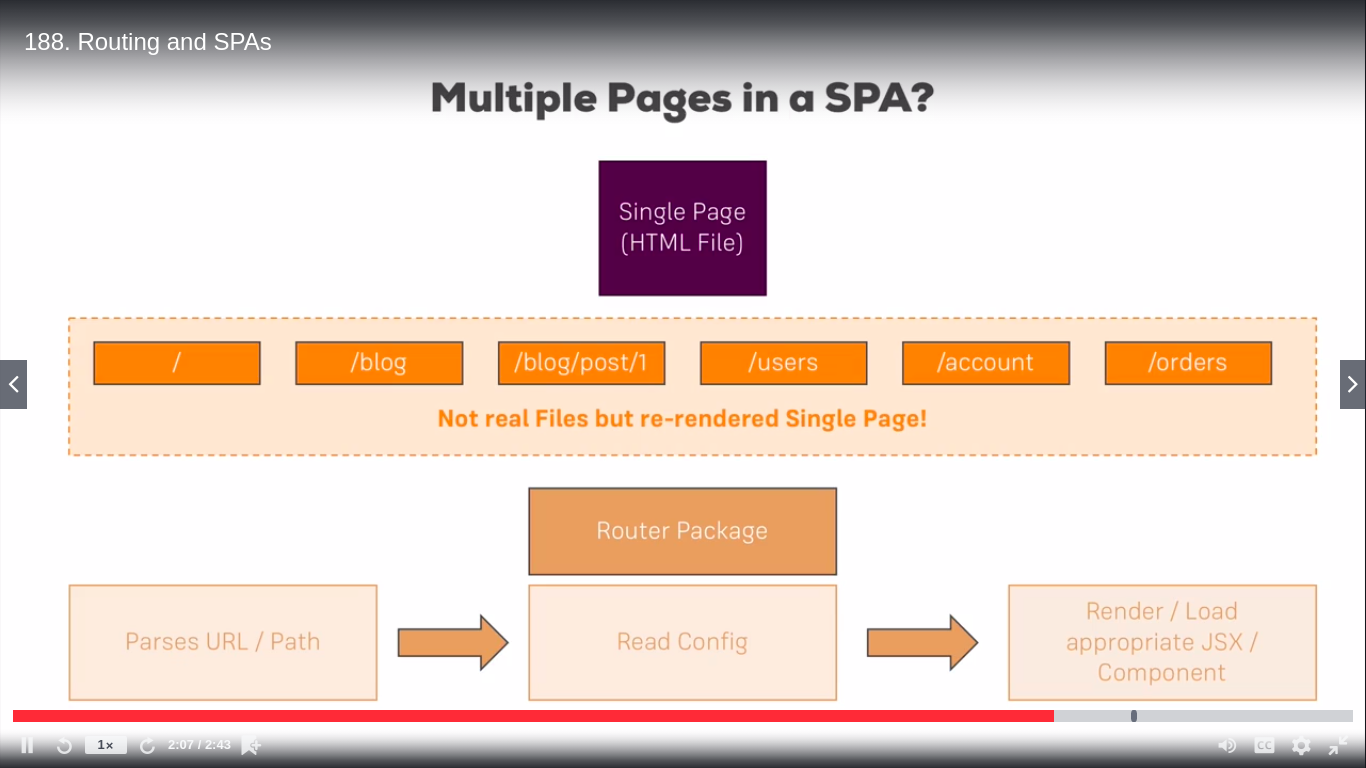 188. Routing and SPAs
Multiple Pages in a SPA?
Single Page
(HTML File)
/
/blog
/blog/post/1
/users
/account
/orders
Not real Files but re-rendered Single Page!
Router Package
Parses URL / Path
Read Config
Render / Load
appropriate JSX /
Component
1×
2:07 / 2:43
CC